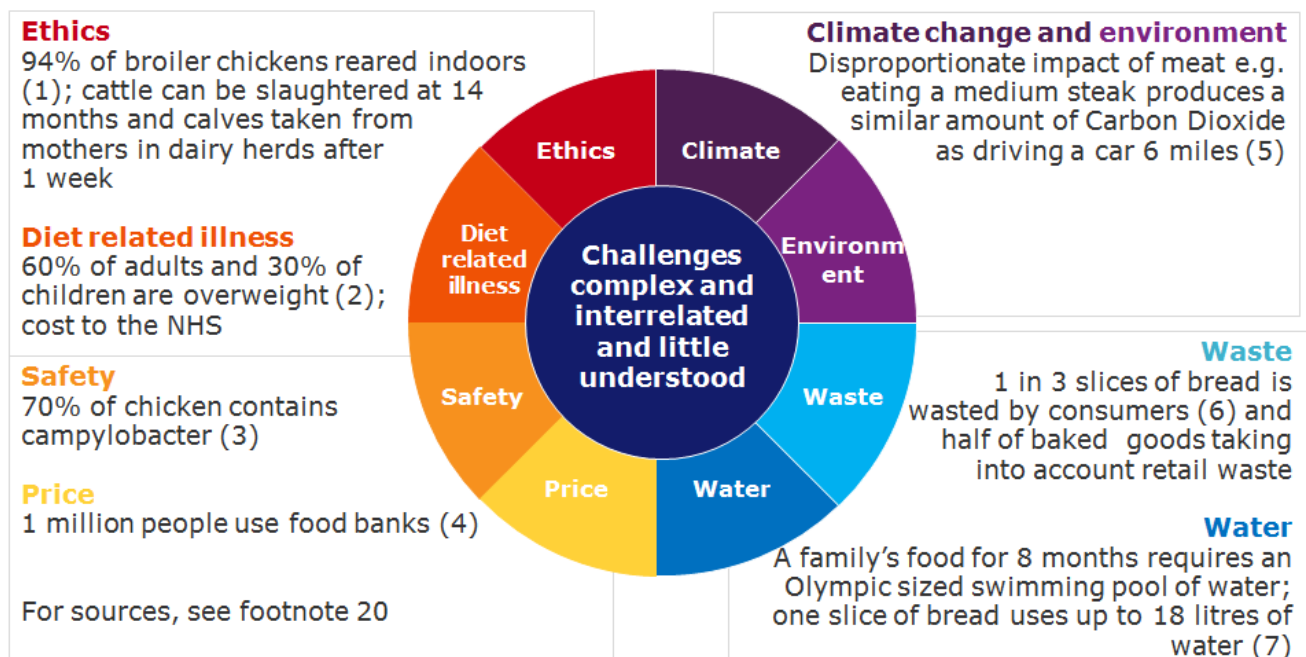 Ethics
94% of broiler chickens reared indoors
(1); cattle can be slaughtered at 14
months and calves taken from
mothers in dairy herds after
1 week
Diet related illness
60% of adults and 30% of
children are overweight (2);
cost to the NHS
Safety
70% of chicken contains
campylobacter (3)
Price
1 million people use food banks (4)
For sources, see footnote 20
Ethics
Climate
Diet
related
illness
Environm
ent
Safety
Waste
Price
Water
Challenges
complex and
interrelated
and little
understood
Climate change and environment
Disproportionate impact of meat e.g.
eating a medium steak produces a
similar amount of Carbon Dioxide
as driving a car 6 miles (5)
Waste
1 in 3 slices of bread is
wasted by consumers (6) and
half of baked goods taking
into account retail waste
Water
A family’s food for 8 months requires an
Olympic sized swimming pool of water;
one slice of bread uses up to 18 litres of
water (7)